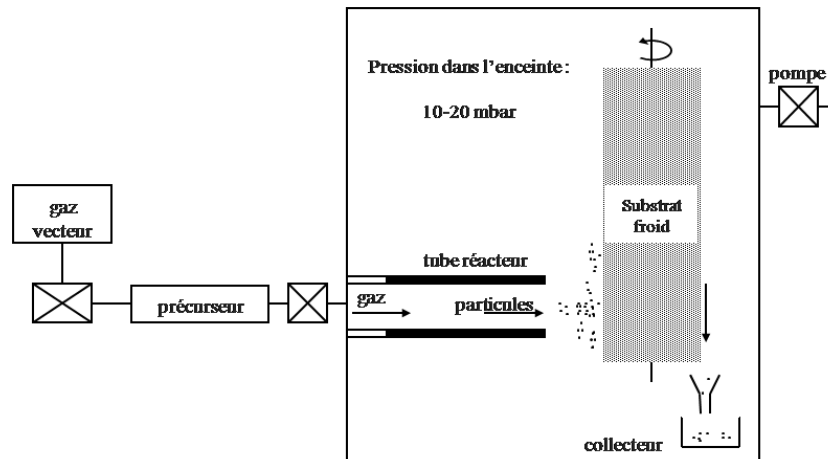 Pression dans l'enceinte :
10-20 mbar
pompe
gaz
vecteur
Substrat
froid
tube réacteur
précurseur
gaz
particules
collecteur